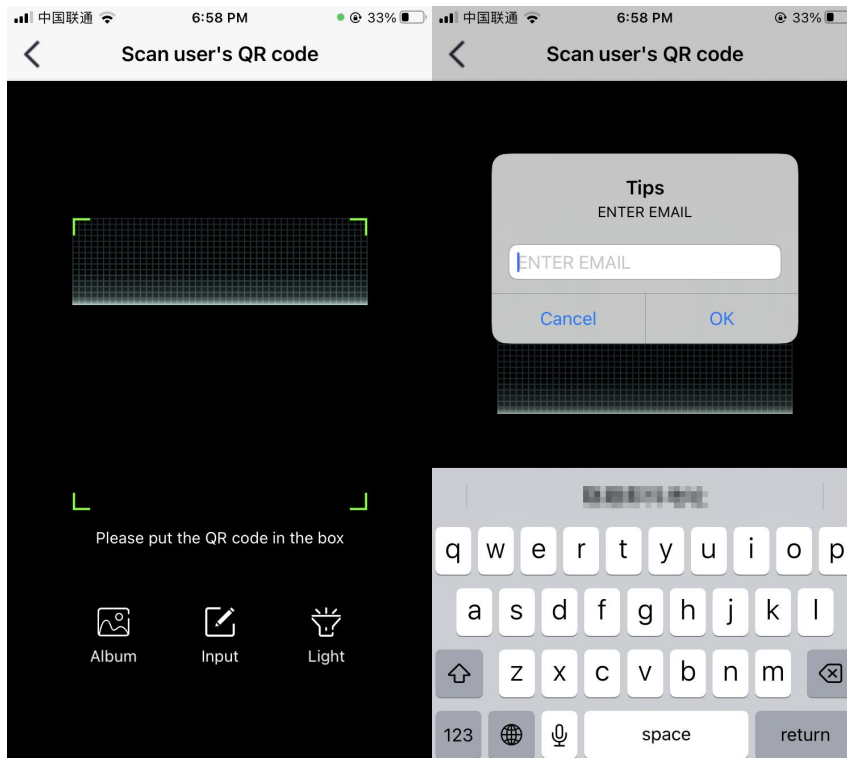 中国联通
6:58 PM
33%
Scan user's QR code
Please put the QR code in the box
Album
Input
Light
中国联通
6:58 PM
33%
Scan user's QR code
Tips
ENTER EMAIL
ENTER EMAIL
Cancel
OK
q w e r t y u i o p
a s d f g h j k l
z x c v b n m
123
space
return